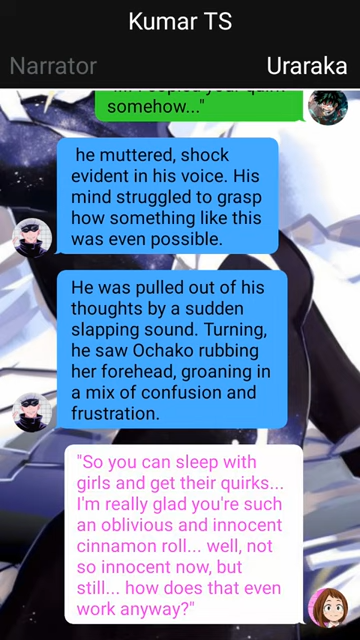 Kumar TS
Narrator
Uraraka
somehow..."
he muttered, shock
evident in his voice. His
mind struggled to grasp
how something like this
was even possible.
He was pulled out of his
thoughts by a sudden
slapping sound. Turning,
he saw Ochako rubbing
her forehead, groaning in
a mix of confusion and
frustration.
"So you can sleep with
girls and get their quirks...
I'm really glad you're such
an oblivious and innocent
cinnamon roll... well, not
so innocent now, but
still... how does that even
work anyway?"